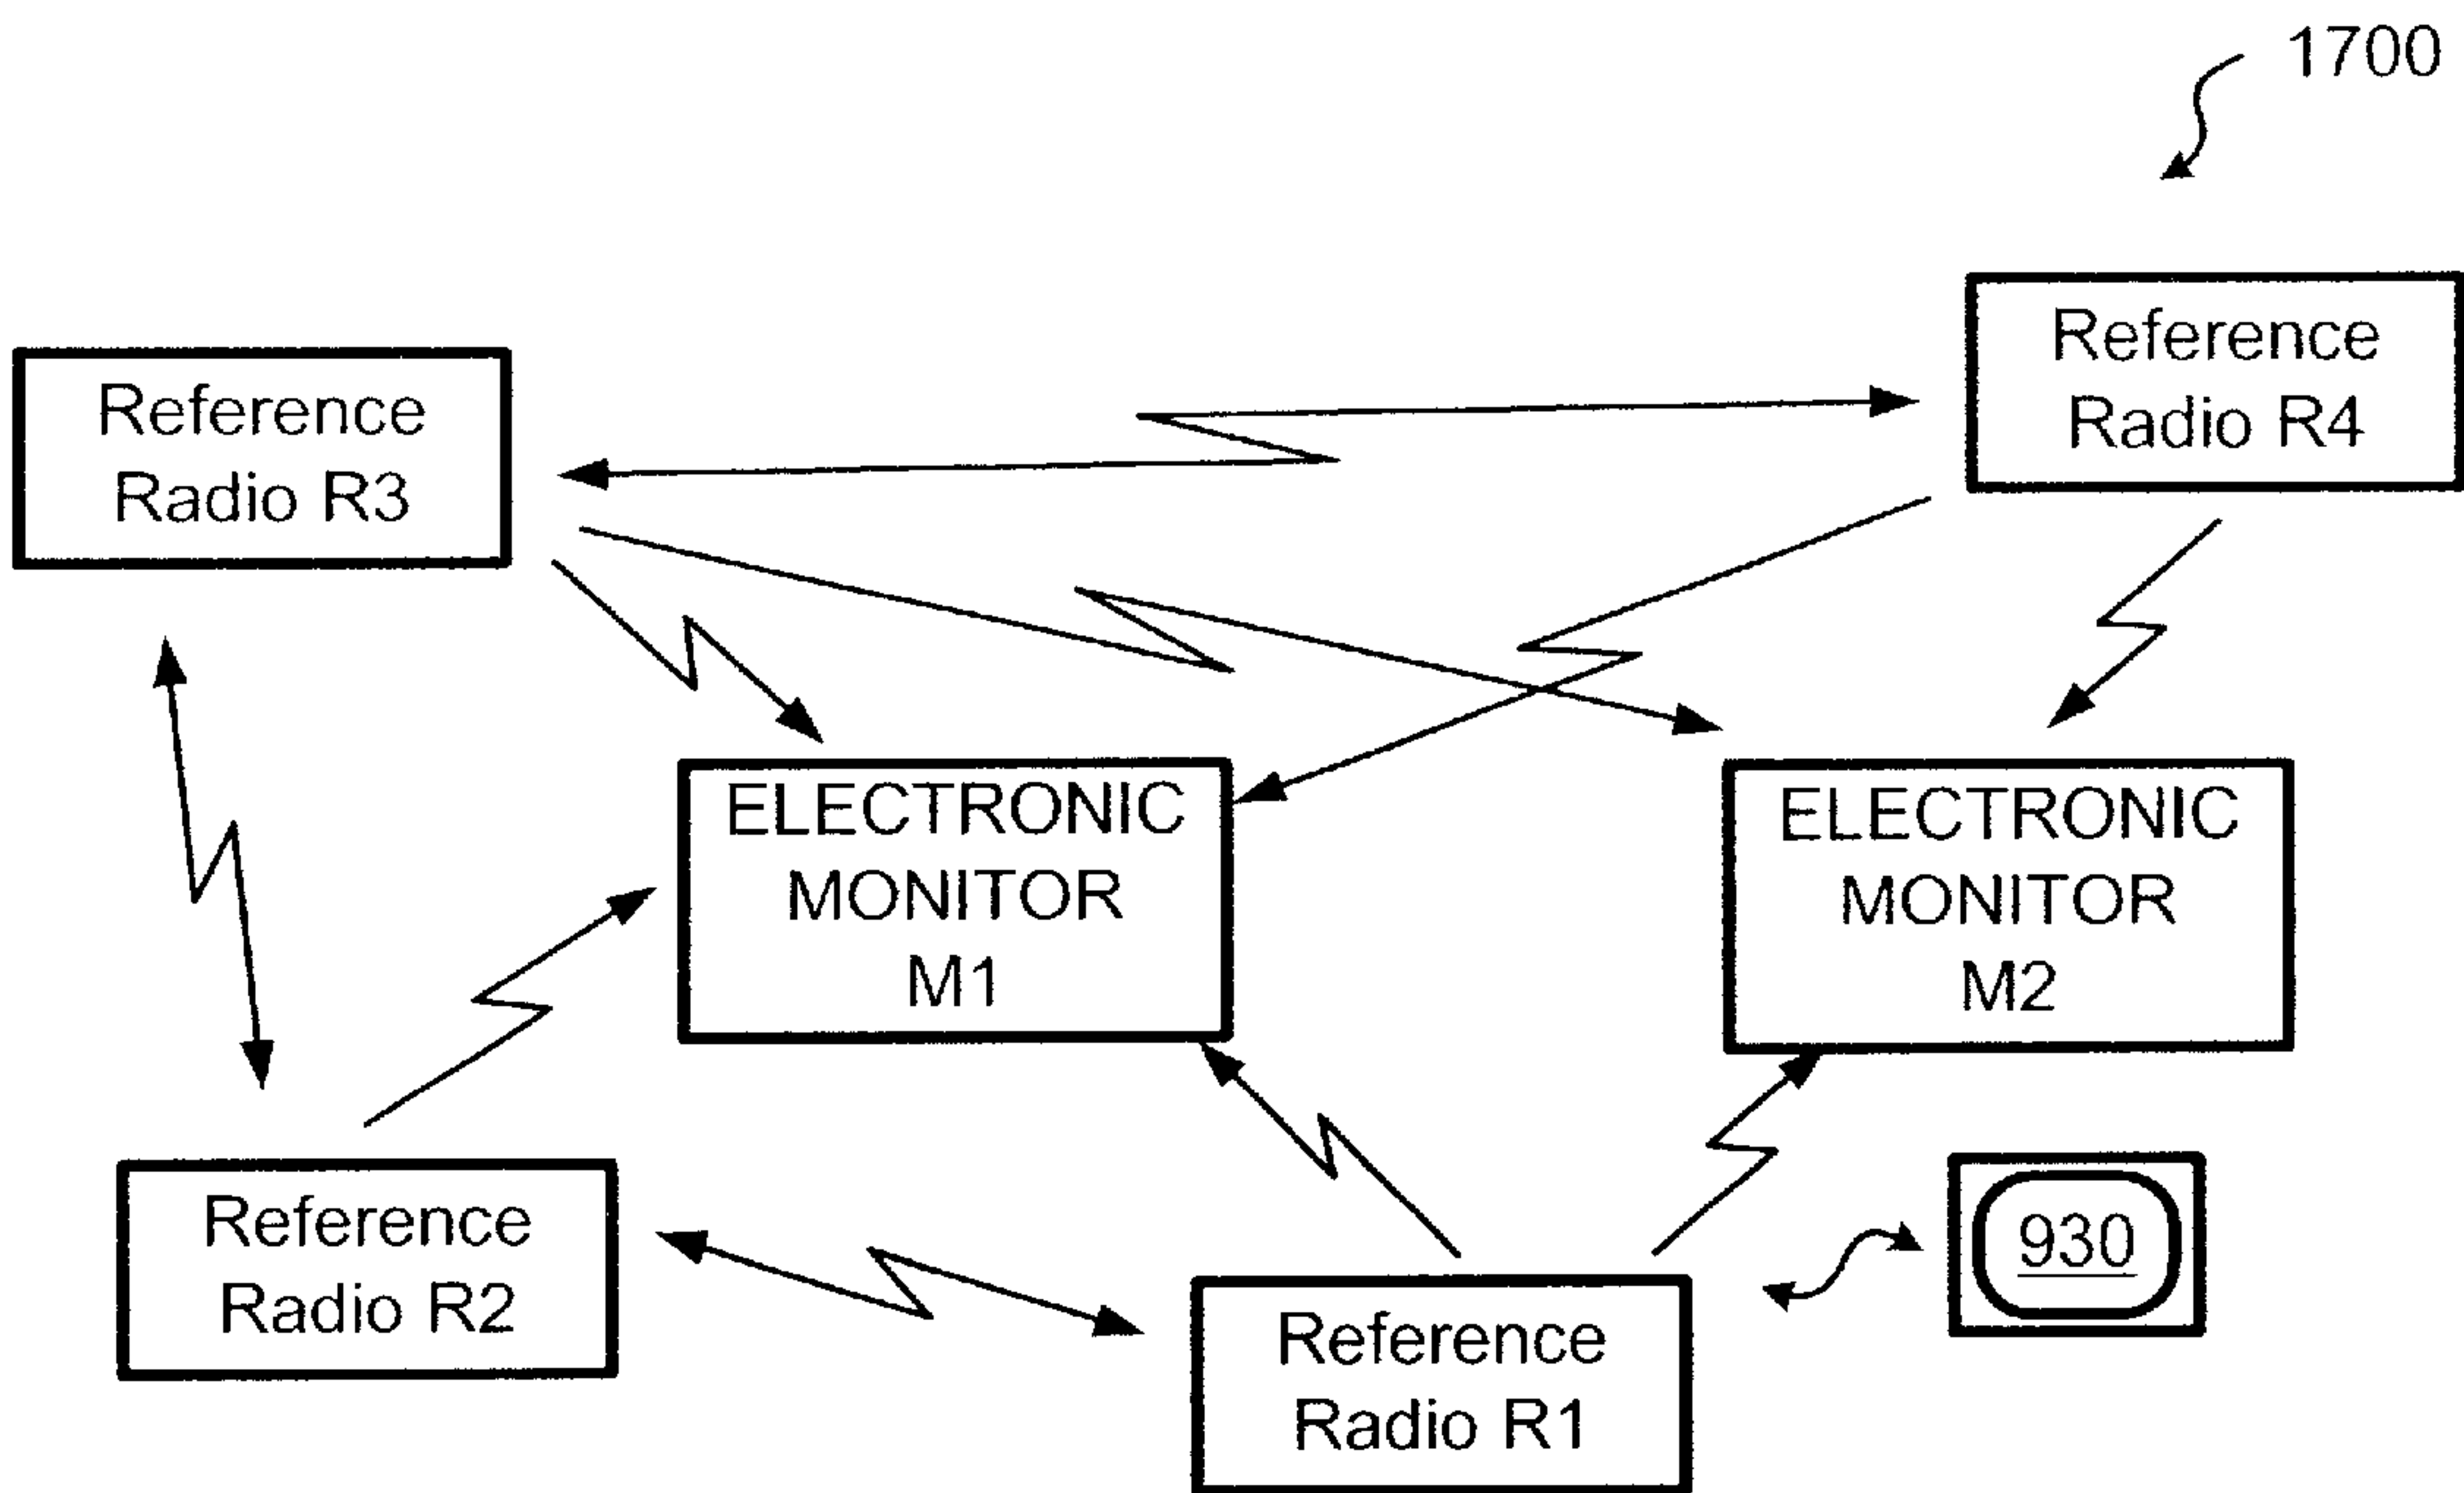 1700
Reference
Radio R4
Reference
Radio R3
ELECTRONIC
MONITOR
M1
ELECTRONIC
MONITOR
M2
Reference
Radio R2
930
Reference
Radio R1